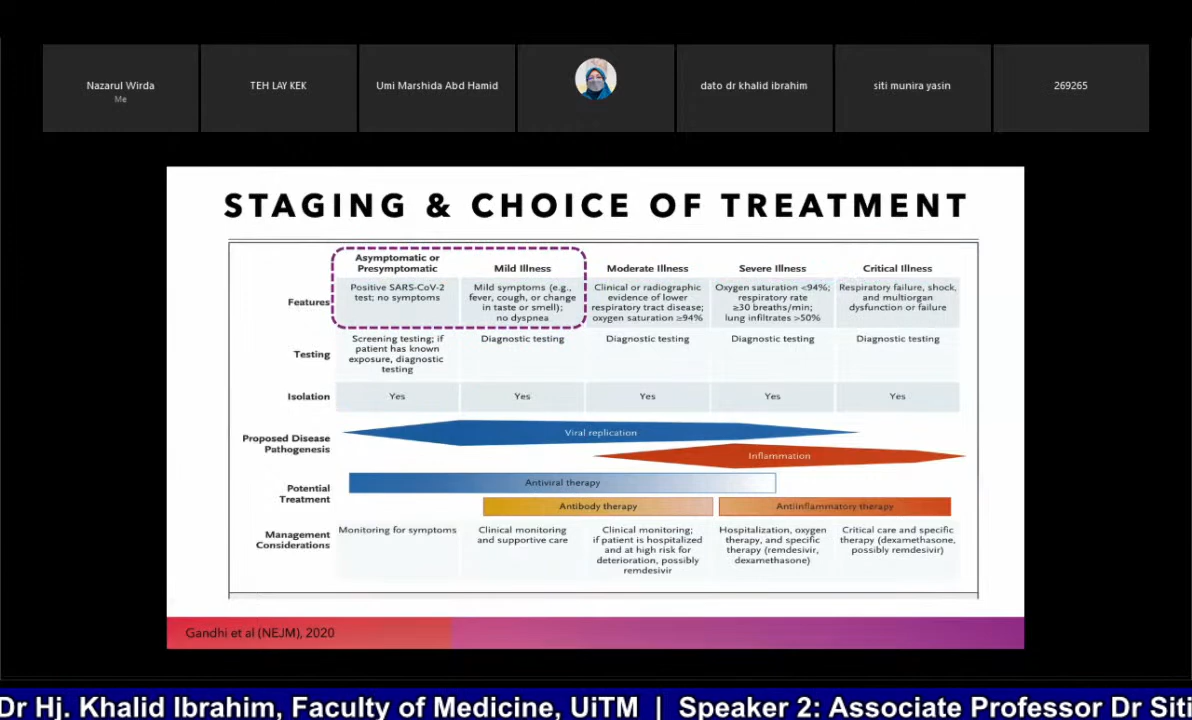 Nazarul Wirda
Me
TEH LAY KEK
Umi Marshida Abd Hamid
dato dr khalid ibrahim
siti munira yasin
269265
STAGING & CHOICE OF TREATMENT
Asymptomatic or
Presymptomatic
Mild Illness
Moderate Illness
Severe Illness
Critical Illness
Features
Positive SARS-CoV-2
test; no symptoms
Mild symptoms (e.g.,
fever, cough, or change
in taste or smell);
no dyspnea
Clinical or radiographic
evidence of lower
respiratory tract disease;
oxygen saturation ≥94%
Oxygen saturation <94%;
respiratory rate
≥30 breaths/min;
lung infiltrates >50%
Respiratory failure, shock,
and multiorgan
dysfunction or failure
Testing
Screening testing; if
patient has known
exposure, diagnostic
testing
Diagnostic testing
Diagnostic testing
Diagnostic testing
Diagnostic testing
Isolation
Yes
Yes
Yes
Yes
Yes
Proposed Disease
Pathogenesis
Viral replication
Inflammation
Potential
Treatment
Antiviral therapy
Antibody therapy
Antiinflammatory therapy
Management
Considerations
Monitoring for symptoms
Clinical monitoring
and supportive care
Clinical monitoring;
if patient is hospitalized
and at high risk for
deterioration, possibly
remdesivir
Hospitalization, oxygen
therapy, and specific
therapy (remdesivir,
dexamethasone)
Critical care and specific
therapy (dexamethasone,
possibly remdesivir)
Gandhi et al (NEJM), 2020
Dr Hj. Khalid Ibrahim, Faculty of Medicine, UiTM | Speaker 2: Associate Professor Dr Siti